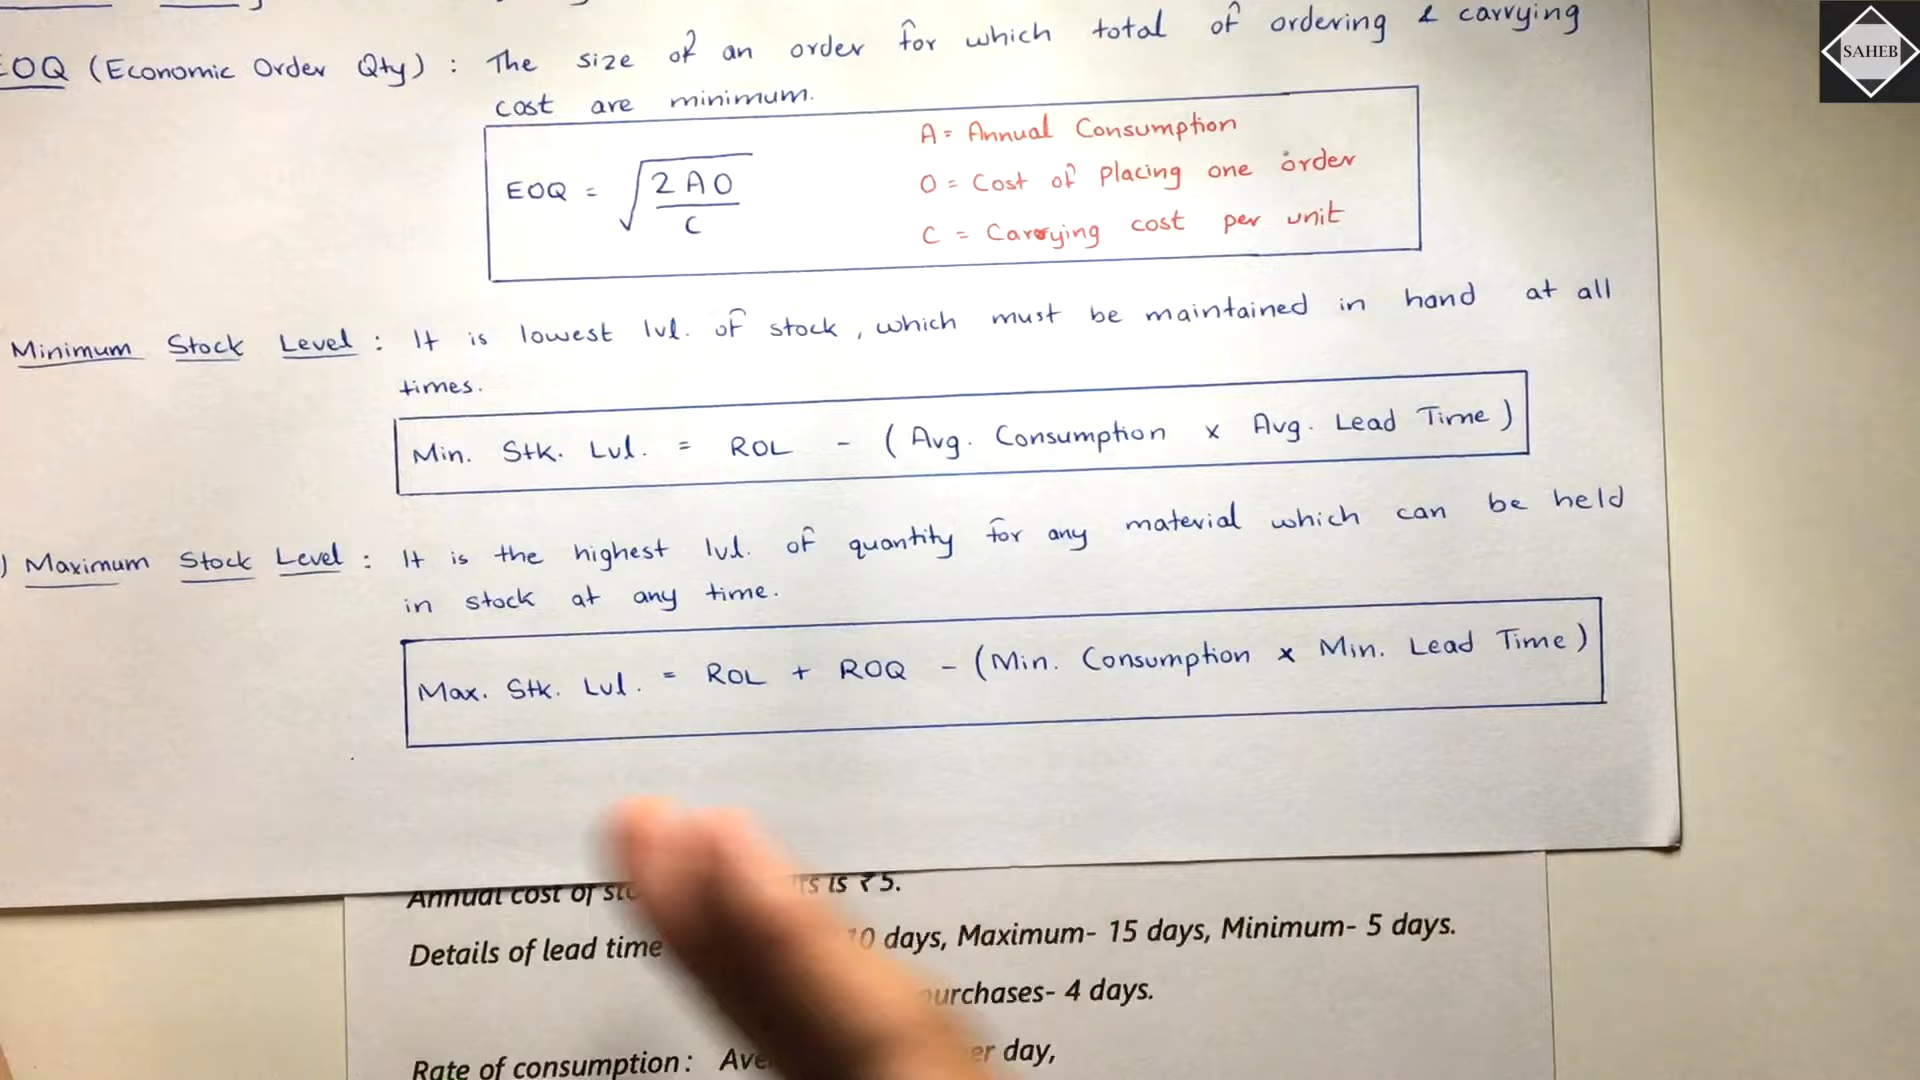 EOQ (Economic Order Qty) : The size of an order for which total of ordering & carrying
cost are minimum.
EOQ = √(2AO/C)
A = Annual Consumption
O = Cost of placing one order
C = Carrying cost per unit
Minimum Stock Level : It is lowest lvl. of stock, which must be maintained in hand at all
times.
Min. Stk. Lvl. = ROL - (Avg. Consumption x Avg. Lead Time)
) Maximum Stock Level : It is the highest lvl. of quantity for any material which can be held
in stock at any time.
Max. Stk. Lvl. = ROL + ROQ - (Min. Consumption x Min. Lead Time)
Annual cost of is ₹5.
Details of lead time 10 days, Maximum- 15 days, Minimum- 5 days.
purchases- 4 days.
Rate of consumption: day,
SAHEB